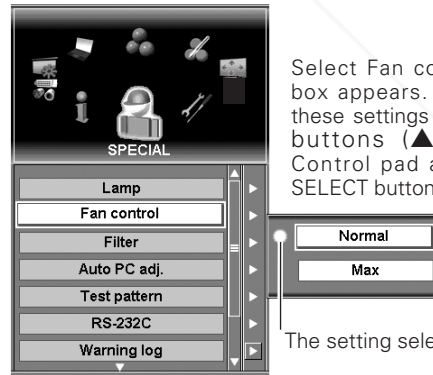 Select Fan co
box appears.
these settings
buttons (▲
Control pad a
SELECT button
SPECIAL
Lamp
Fan control
Filter
Auto PC adj.
Test pattern
RS-232C
Warning log
Normal
Max
The setting sele